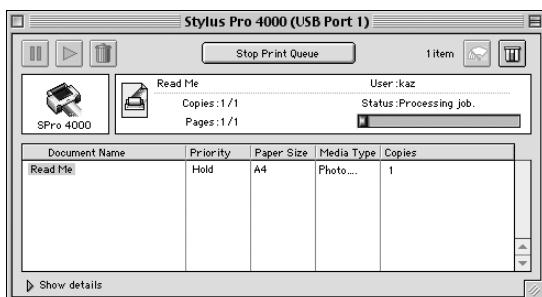 Stylus Pro 4000 (USB Port 1)
Stop Print Queue
1 item
SPro 4000
Read Me
User :kaz
Copies :1 /1
Status :Processing job.
Pages :1 /1
Document Name Priority Paper Size Media Type Copies
Read Me Hold A4 Photo.... 1
Show details